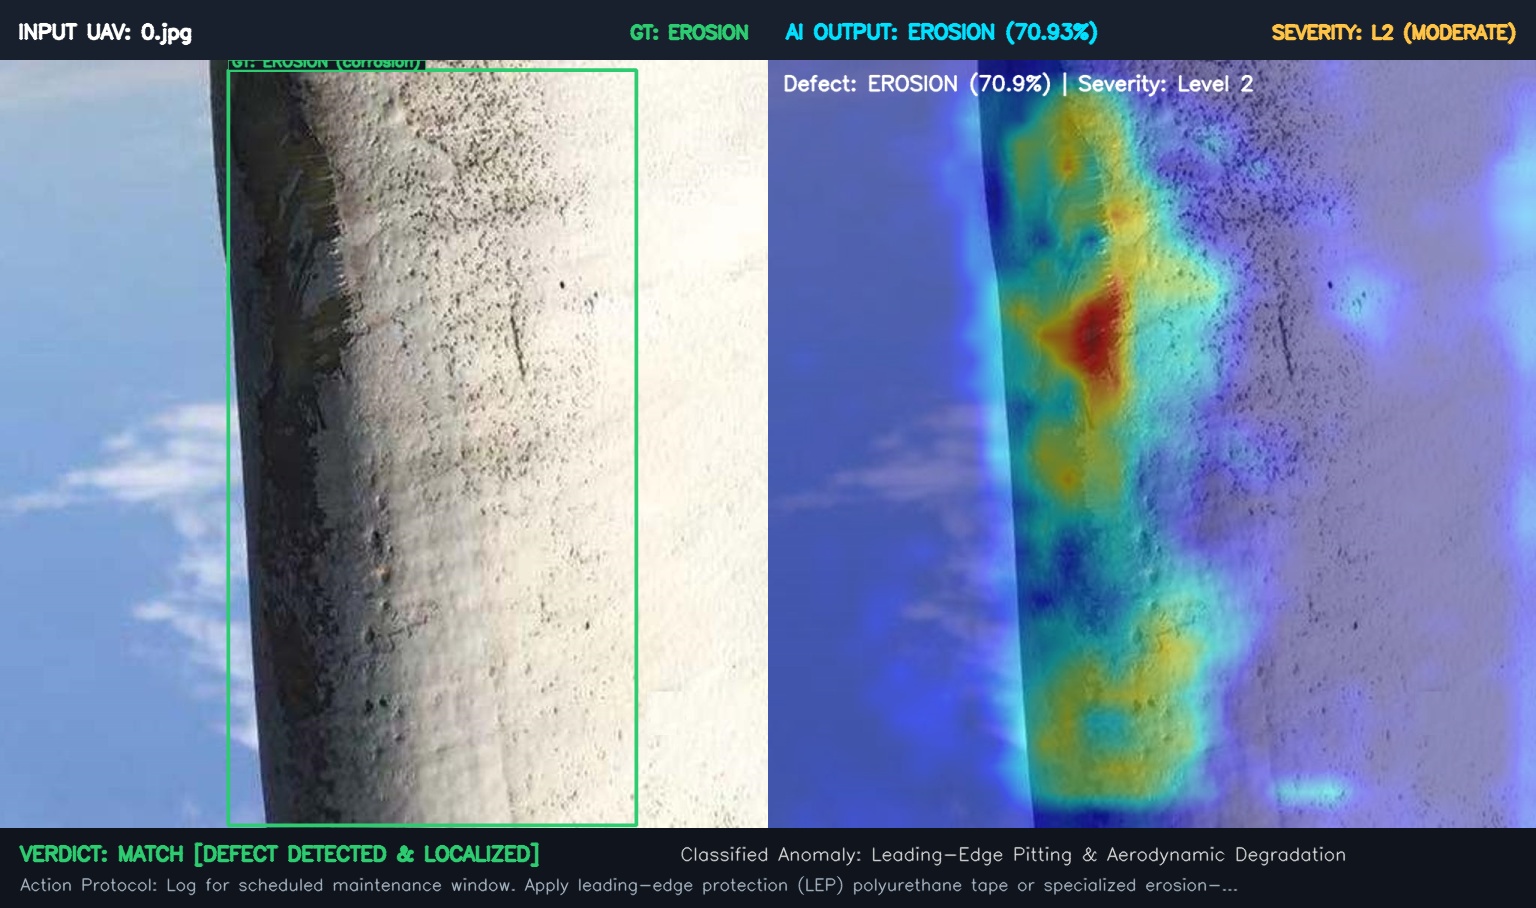 INPUT UAV: 0.jpg
GT: EROSION
AI OUTPUT: EROSION (70.93%)
SEVERITY: L2 (MODERATE)
GT: EROSION (corrosion)
Defect: EROSION (70.9%) | Severity: Level 2
VERDICT: MATCH [DEFECT DETECTED & LOCALIZED]
Classified Anomaly: Leading-Edge Pitting & Aerodynamic Degradation
Action Protocol: Log for scheduled maintenance window. Apply leading-edge protection (LEP) polyurethane tape or specialized erosion-...